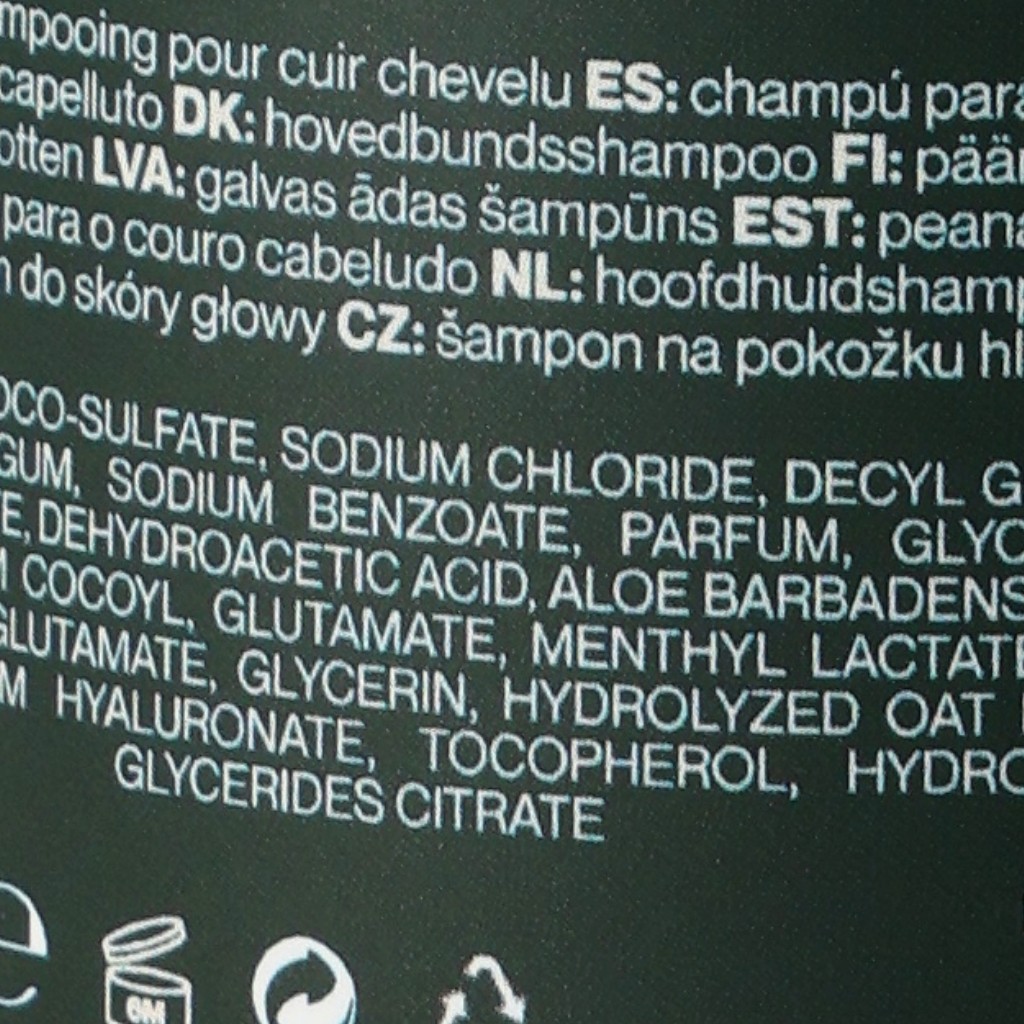 mpooing pour cuir chevelu ES: champú para
capelluto DK: hovedbundsshampoo FI: pään
otten LVA: galvas ādas šampūns EST: peana
para o couro cabeludo NL: hoofdhuidshamp
do skóry głowy CZ: šampon na pokožku hl
OCO-SULFATE, SODIUM CHLORIDE, DECYL G
GUM, SODIUM BENZOATE, PARFUM, GLYC
E, DEHYDROACETIC ACID, ALOE BARBADENS
COCOYL, GLUTAMATE, MENTHYL LACTATE
GLUTAMATE, GLYCERIN, HYDROLYZED OAT
M HYALURONATE, TOCOPHEROL, HYDRO
GLYCERIDES CITRATE
e
6M